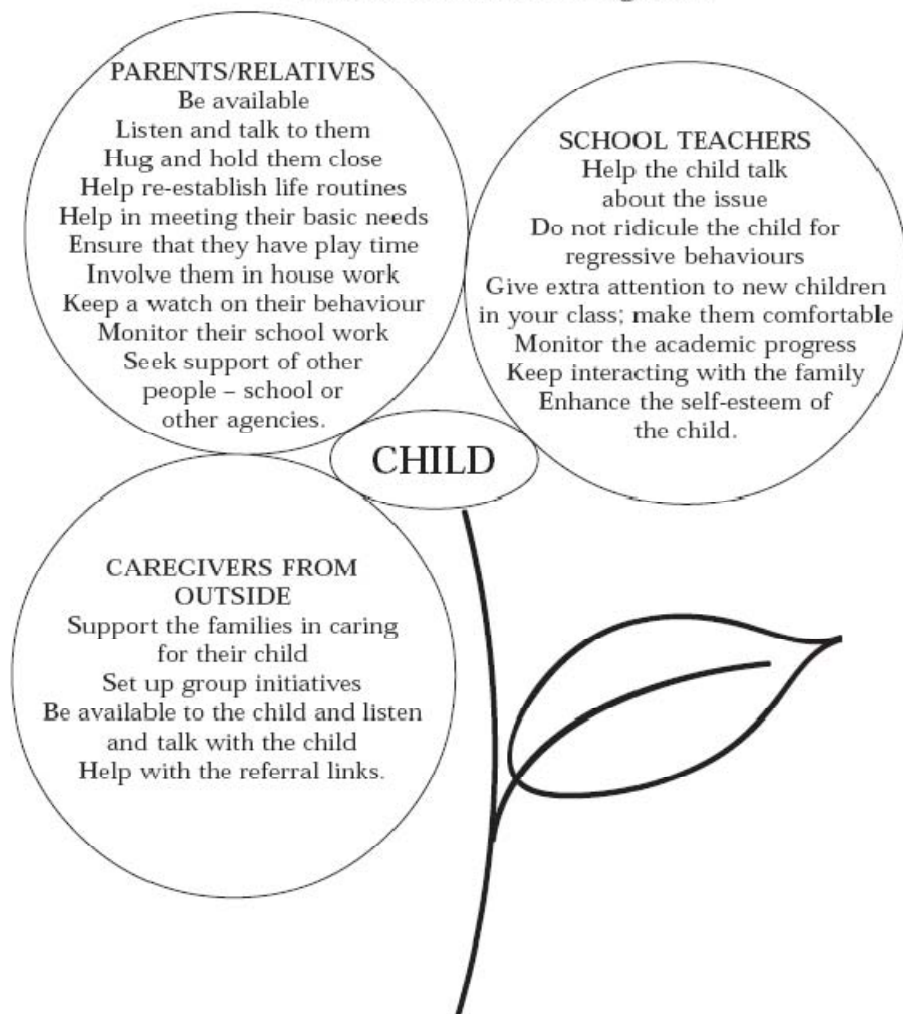 PARENTS/RELATIVES
Be available
Listen and talk to them
Hug and hold them close
Help re-establish life routines
Help in meeting their basic needs
Ensure that they have play time
Involve them in house work
Keep a watch on their behaviour
Monitor their school work
Seek support of other
people – school or
other agencies.
SCHOOL TEACHERS
Help the child talk
about the issue
Do not ridicule the child for
regressive behaviours
Give extra attention to new children
in your class; make them comfortable
Monitor the academic progress
Keep interacting with the family
Enhance the self-esteem of
the child.
CHILD
CAREGIVERS FROM
OUTSIDE
Support the families in caring
for their child
Set up group initiatives
Be available to the child and listen
and talk with the child
Help with the referral links.